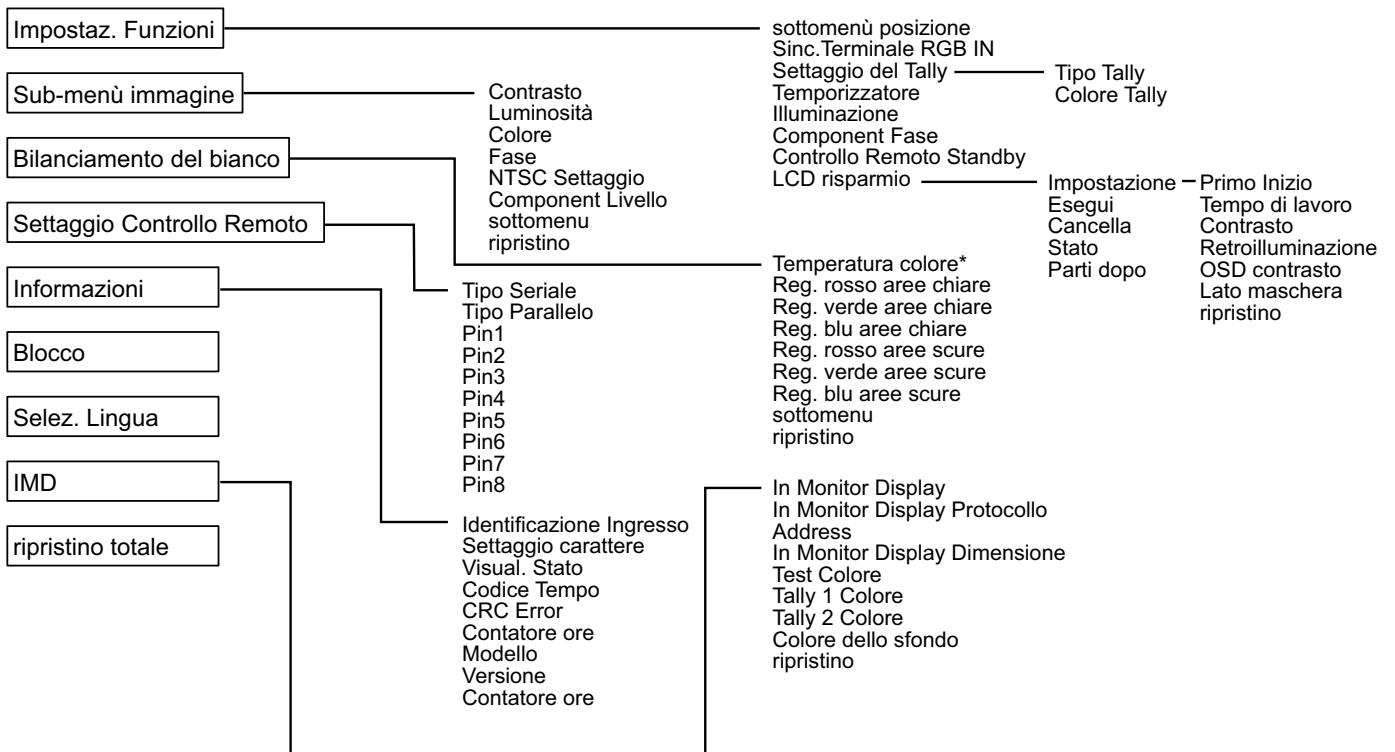 Impostaz. Funzioni
Sub-menù immagine
Bilanciamento del bianco
Settaggio Controllo Remoto
Informazioni
Blocco
Selez. Lingua
IMD
ripristino totale
sottomenù posizione
Sinc.Terminale RGB IN
Settaggio del Tally
Temporizzatore
Illuminazione
Component Fase
Controllo Remoto Standby
LCD risparmio
Tipo Tally
Colore Tally
Impostazione
Esegui
Cancella
Stato
Parti dopo
Primo Inizio
Tempo di lavoro
Contrasto
Retroilluminazione
OSD contrasto
Lato maschera
ripristino
Contrasto
Luminosità
Colore
Fase
NTSC Settaggio
Component Livello
sottomenu
ripristino
Temperatura colore*
Reg. rosso aree chiare
Reg. verde aree chiare
Reg. blu aree chiare
Reg. rosso aree scure
Reg. verde aree scure
Reg. blu aree scure
sottomenu
ripristino
Tipo Seriale
Tipo Parallelo
Pin1
Pin2
Pin3
Pin4
Pin5
Pin6
Pin7
Pin8
Identificazione Ingresso
Settaggio carattere
Visual. Stato
Codice Tempo
CRC Error
Contatore ore
Modello
Versione
Contatore ore
In Monitor Display
In Monitor Display Protocollo
Address
In Monitor Display Dimensione
Test Colore
Tally 1 Colore
Tally 2 Colore
Colore dello sfondo
ripristino